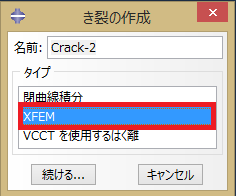 き裂の作成
名前: Crack-2
タイプ
閉曲線積分
XFEM
VCCT を使用するはく離
続ける...
キャンセル